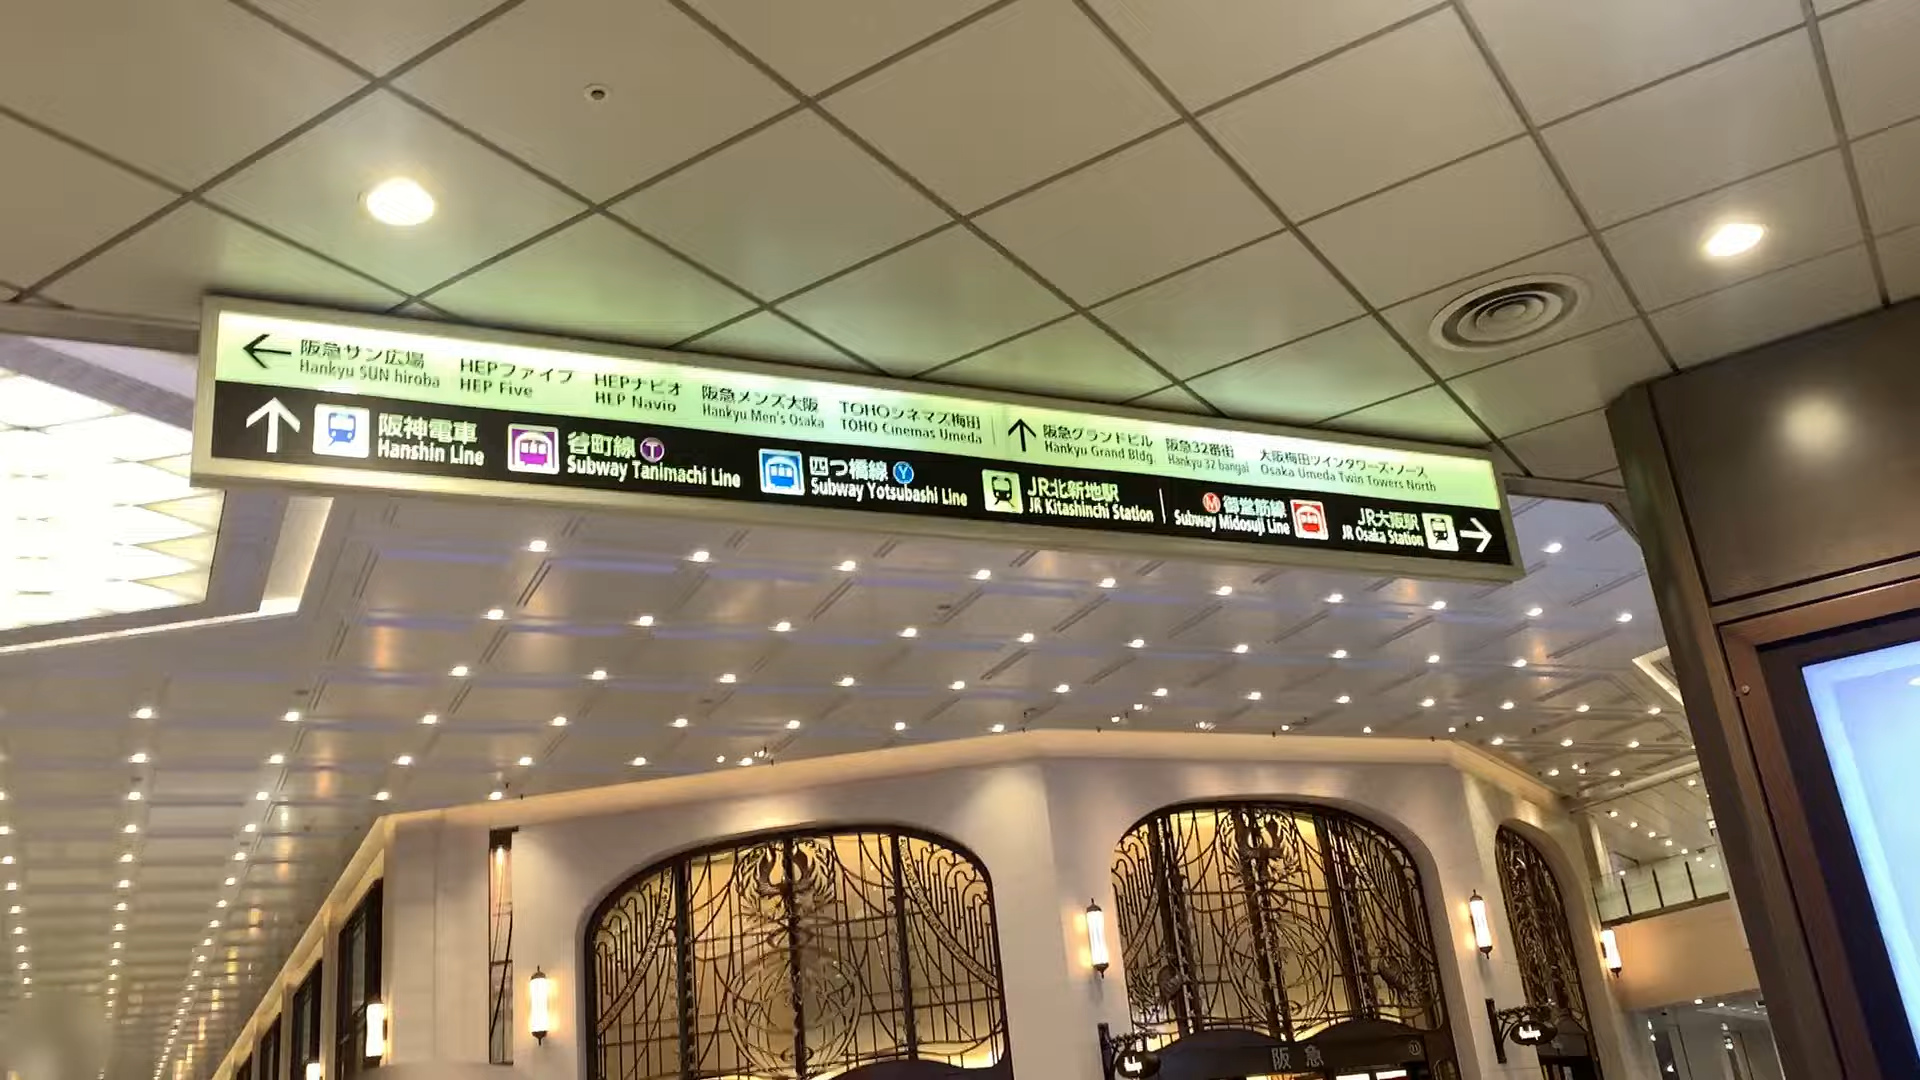 ← 阪急サン広場 HEPファイブ HEPナビオ 阪急メンズ大阪 TOHOシネマズ梅田 ↑ 阪急グランドビル 阪急32番街 大阪梅田ツインタワーズ・ノース
Hankyu SUN hiroba HEP Five HEP Navio Hankyu Men's Osaka TOHO Cinemas Umeda Hankyu Grand Bldg. Hankyu 32 bangai Osaka Umeda Twin Towers North
↑ 阪神電車 谷町線 T 四つ橋線 Y JR北新地駅 M 御堂筋線 JR大阪駅 →
Hanshin Line Subway Tanimachi Line Subway Yotsubashi Line JR Kitashinchi Station Subway Midosuji Line JR Osaka Station
阪急